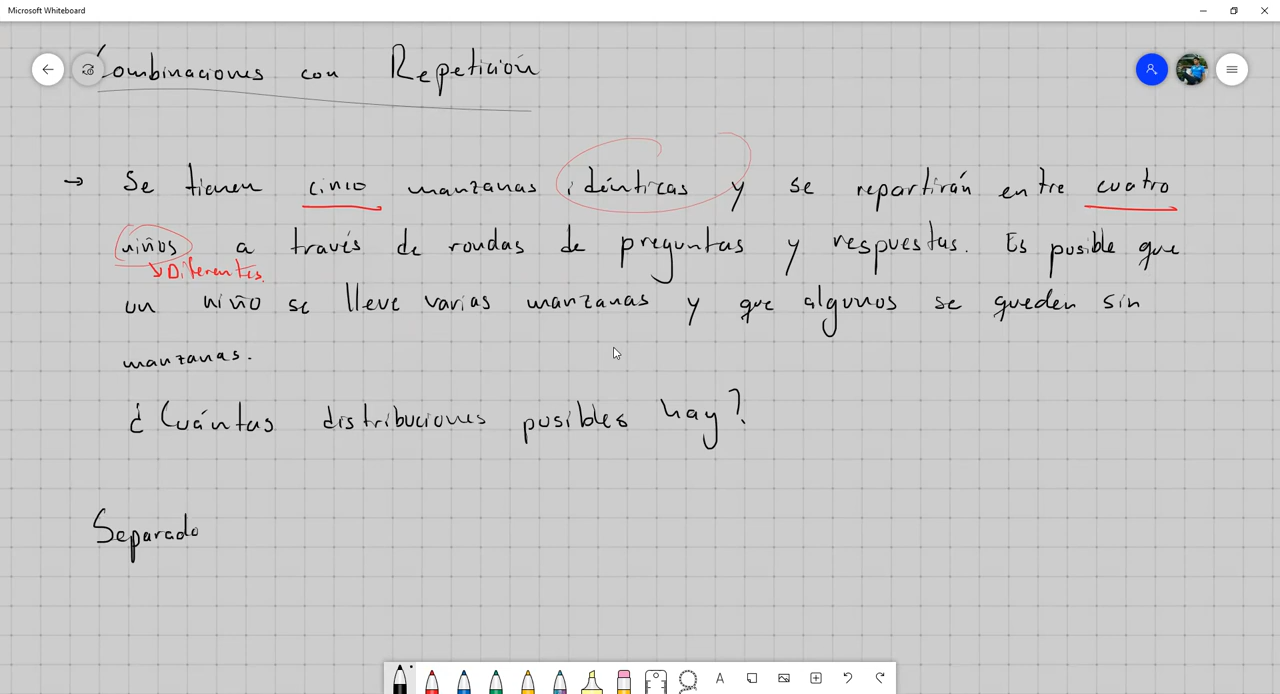 Microsoft Whiteboard
Combinaciones con Repetición
→ Se tienen cinco manzanas idénticas y se repartirán entre cuatro
niños a través de rondas de preguntas y respuestas. Es posible que
↘ Diferentes.
un niño se lleve varias manzanas y que algunos se queden sin
manzanas.
¿Cuántas distribuciones posibles hay?
Separado
A